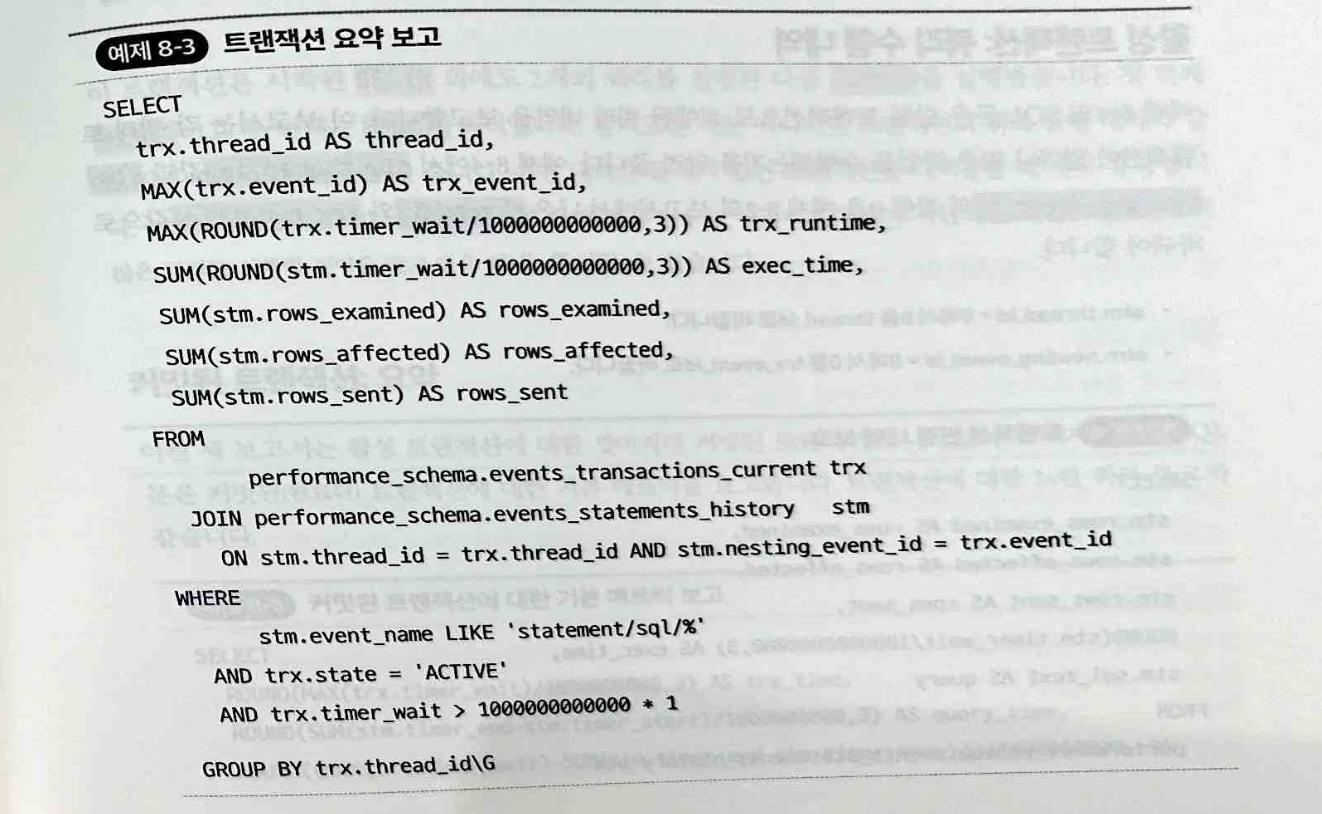 예제 8-3 트랜잭션 요약 보고
SELECT
trx.thread_id AS thread_id,
MAX(trx.event_id) AS trx_event_id,
MAX(ROUND(trx.timer_wait/1000000000000,3)) AS trx_runtime,
SUM(ROUND(stm.timer_wait/1000000000000,3)) AS exec_time,
SUM(stm.rows_examined) AS rows_examined,
SUM(stm.rows_affected) AS rows_affected,
SUM(stm.rows_sent) AS rows_sent
FROM
performance_schema.events_transactions_current trx
JOIN performance_schema.events_statements_history stm
ON stm.thread_id = trx.thread_id AND stm.nesting_event_id = trx.event_id
WHERE
stm.event_name LIKE 'statement/sql/%'
AND trx.state = 'ACTIVE'
AND trx.timer_wait > 1000000000000 * 1
GROUP BY trx.thread_id\G